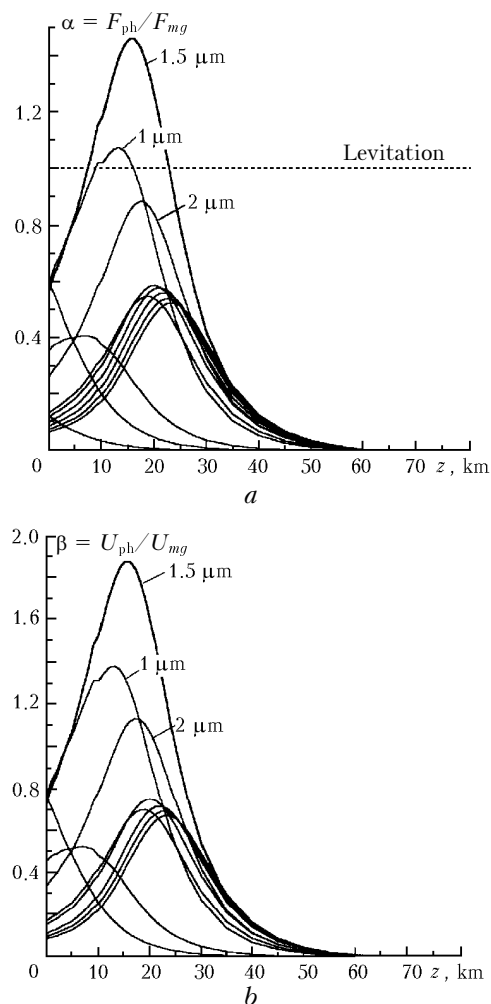 α = F_ph/F_mg
1.5 μm
1.2
1 μm
Levitation
0.8
2 μm
0.4
0 10 20 30 40 50 60 70 z , km
a
2.0
β = U_ph/U_mg
1.5 μm
1.6
1 μm
1.2
2 μm
0.8
0.4
0 10 20 30 40 50 60 70 z , km
b